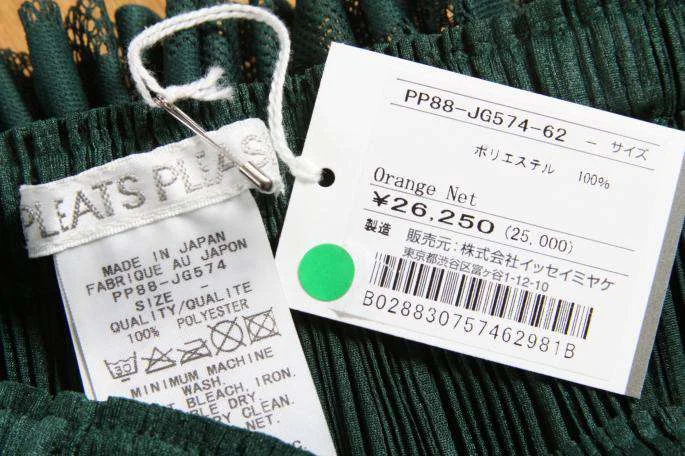 PLEATS PLEAS
MADE IN JAPAN
FABRIQUE AU JAPON
PP88-JG574
SIZE -
QUALITY/QUALITE
100% POLYESTER
MINIMUM MACHINE
WASH.
BLEACH, IRON.
BLE DRY.
RY CLEAN.
NET.
PP88-JG574-62 - サイズ
ポリエステル 100%
Orange Net
¥26,250 (25,000)
製造 販売元:株式会社イッセイミヤケ
東京都渋谷区富ヶ谷1-12-10
B028830757462981B